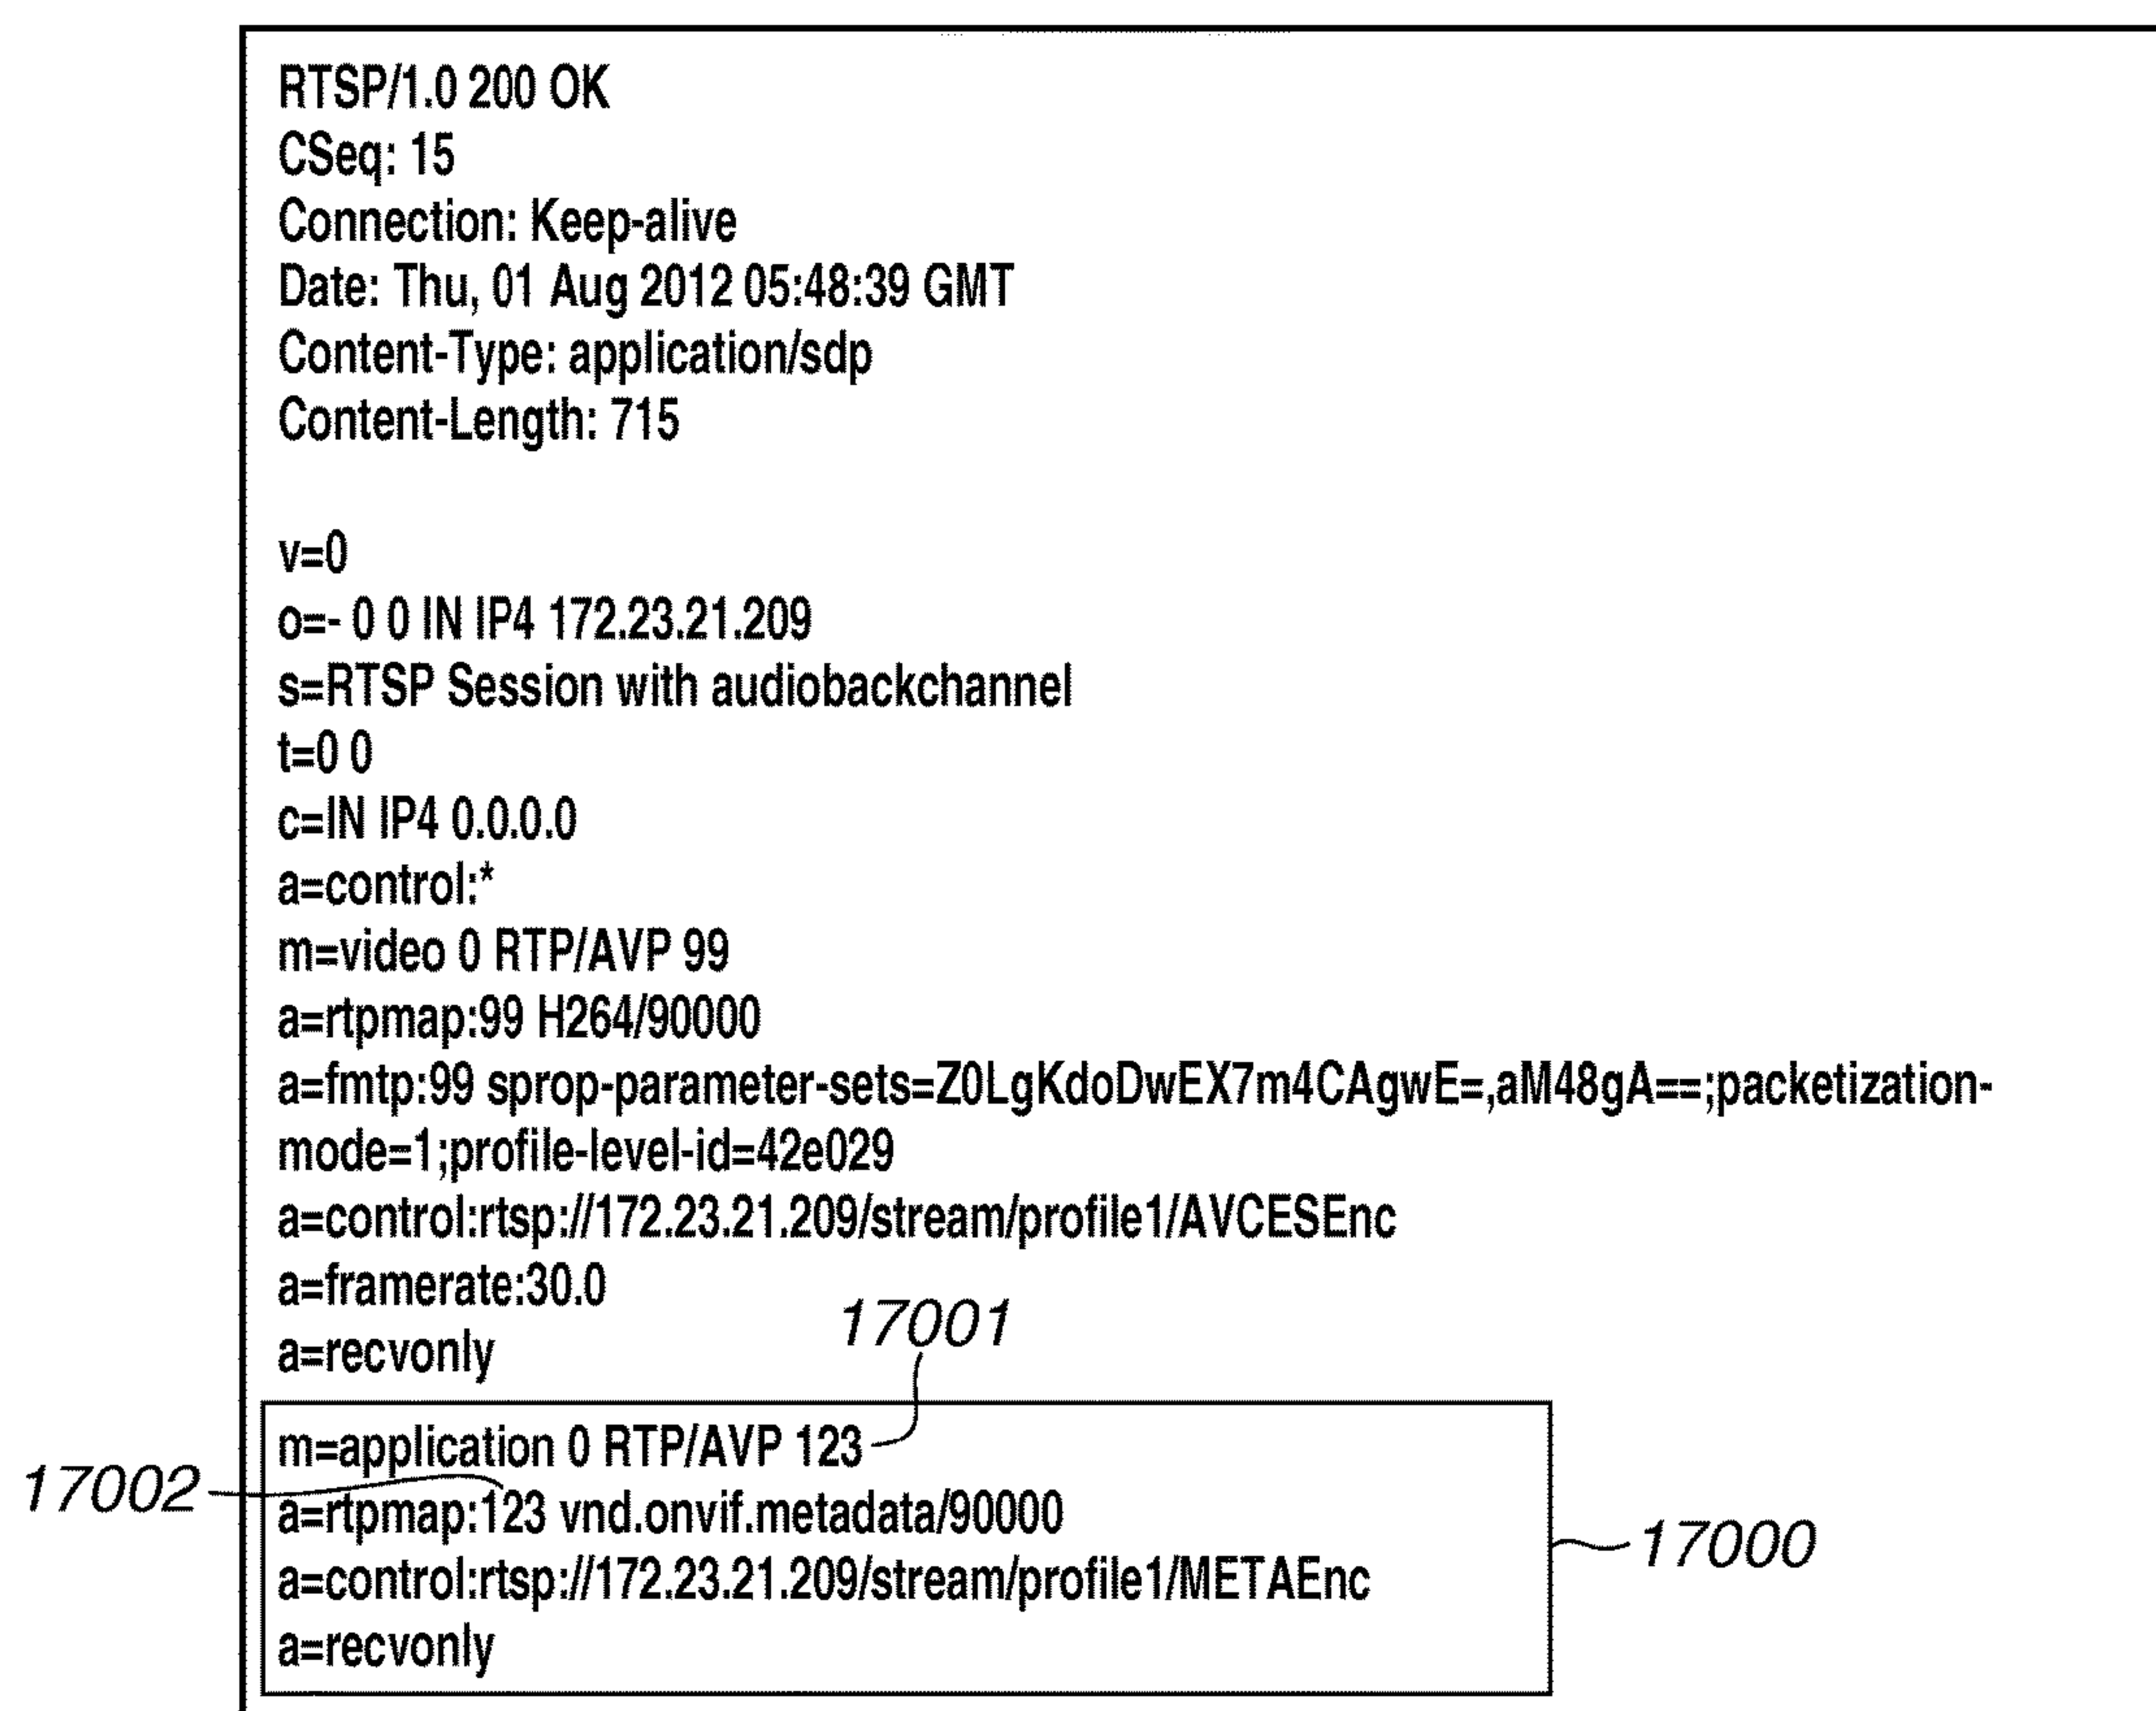 RTSP/1.0 200 OK
CSeq: 15
Connection: Keep-alive
Date: Thu, 01 Aug 2012 05:48:39 GMT
Content-Type: application/sdp
Content-Length: 715
v=0
o=- 0 0 IN IP4 172.23.21.209
s=RTSP Session with audiobackchannel
t=0 0
c=IN IP4 0.0.0.0
a=control:*
m=video 0 RTP/AVP 99
a=rtpmap:99 H264/90000
a=fmtp:99 sprop-parameter-sets=Z0LgKdoDwEX7m4CAgwE=,aM48gA==;packetization-
mode=1;profile-level-id=42e029
a=control:rtsp://172.23.21.209/stream/profile1/AVCESEnc
a=framerate:30.0
17001
a=recvonly
m=application 0 RTP/AVP 123
17002
a=rtpmap:123 vnd.onvif.metadata/90000
17000
a=control:rtsp://172.23.21.209/stream/profile1/METAEnc
a=recvonly